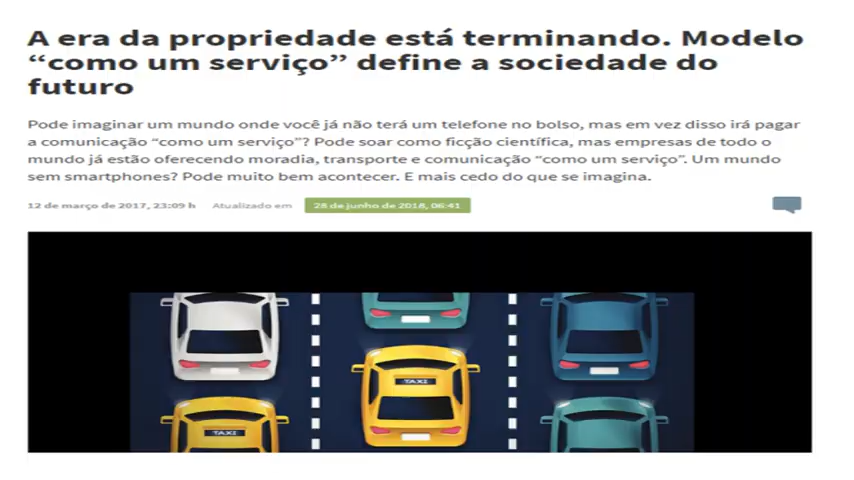 A era da propriedade está terminando. Modelo
“como um serviço” define a sociedade do
futuro
Pode imaginar um mundo onde você já não terá um telefone no bolso, mas em vez disso irá pagar
a comunicação “como um serviço”? Pode soar como ficção científica, mas empresas de todo o
mundo já estão oferecendo moradia, transporte e comunicação “como um serviço”. Um mundo
sem smartphones? Pode muito bem acontecer. E mais cedo do que se imagina.
12 de março de 2017, 23:09 h Atualizado em 28 de junho de 2018, 06:41
TAXI
TAXI